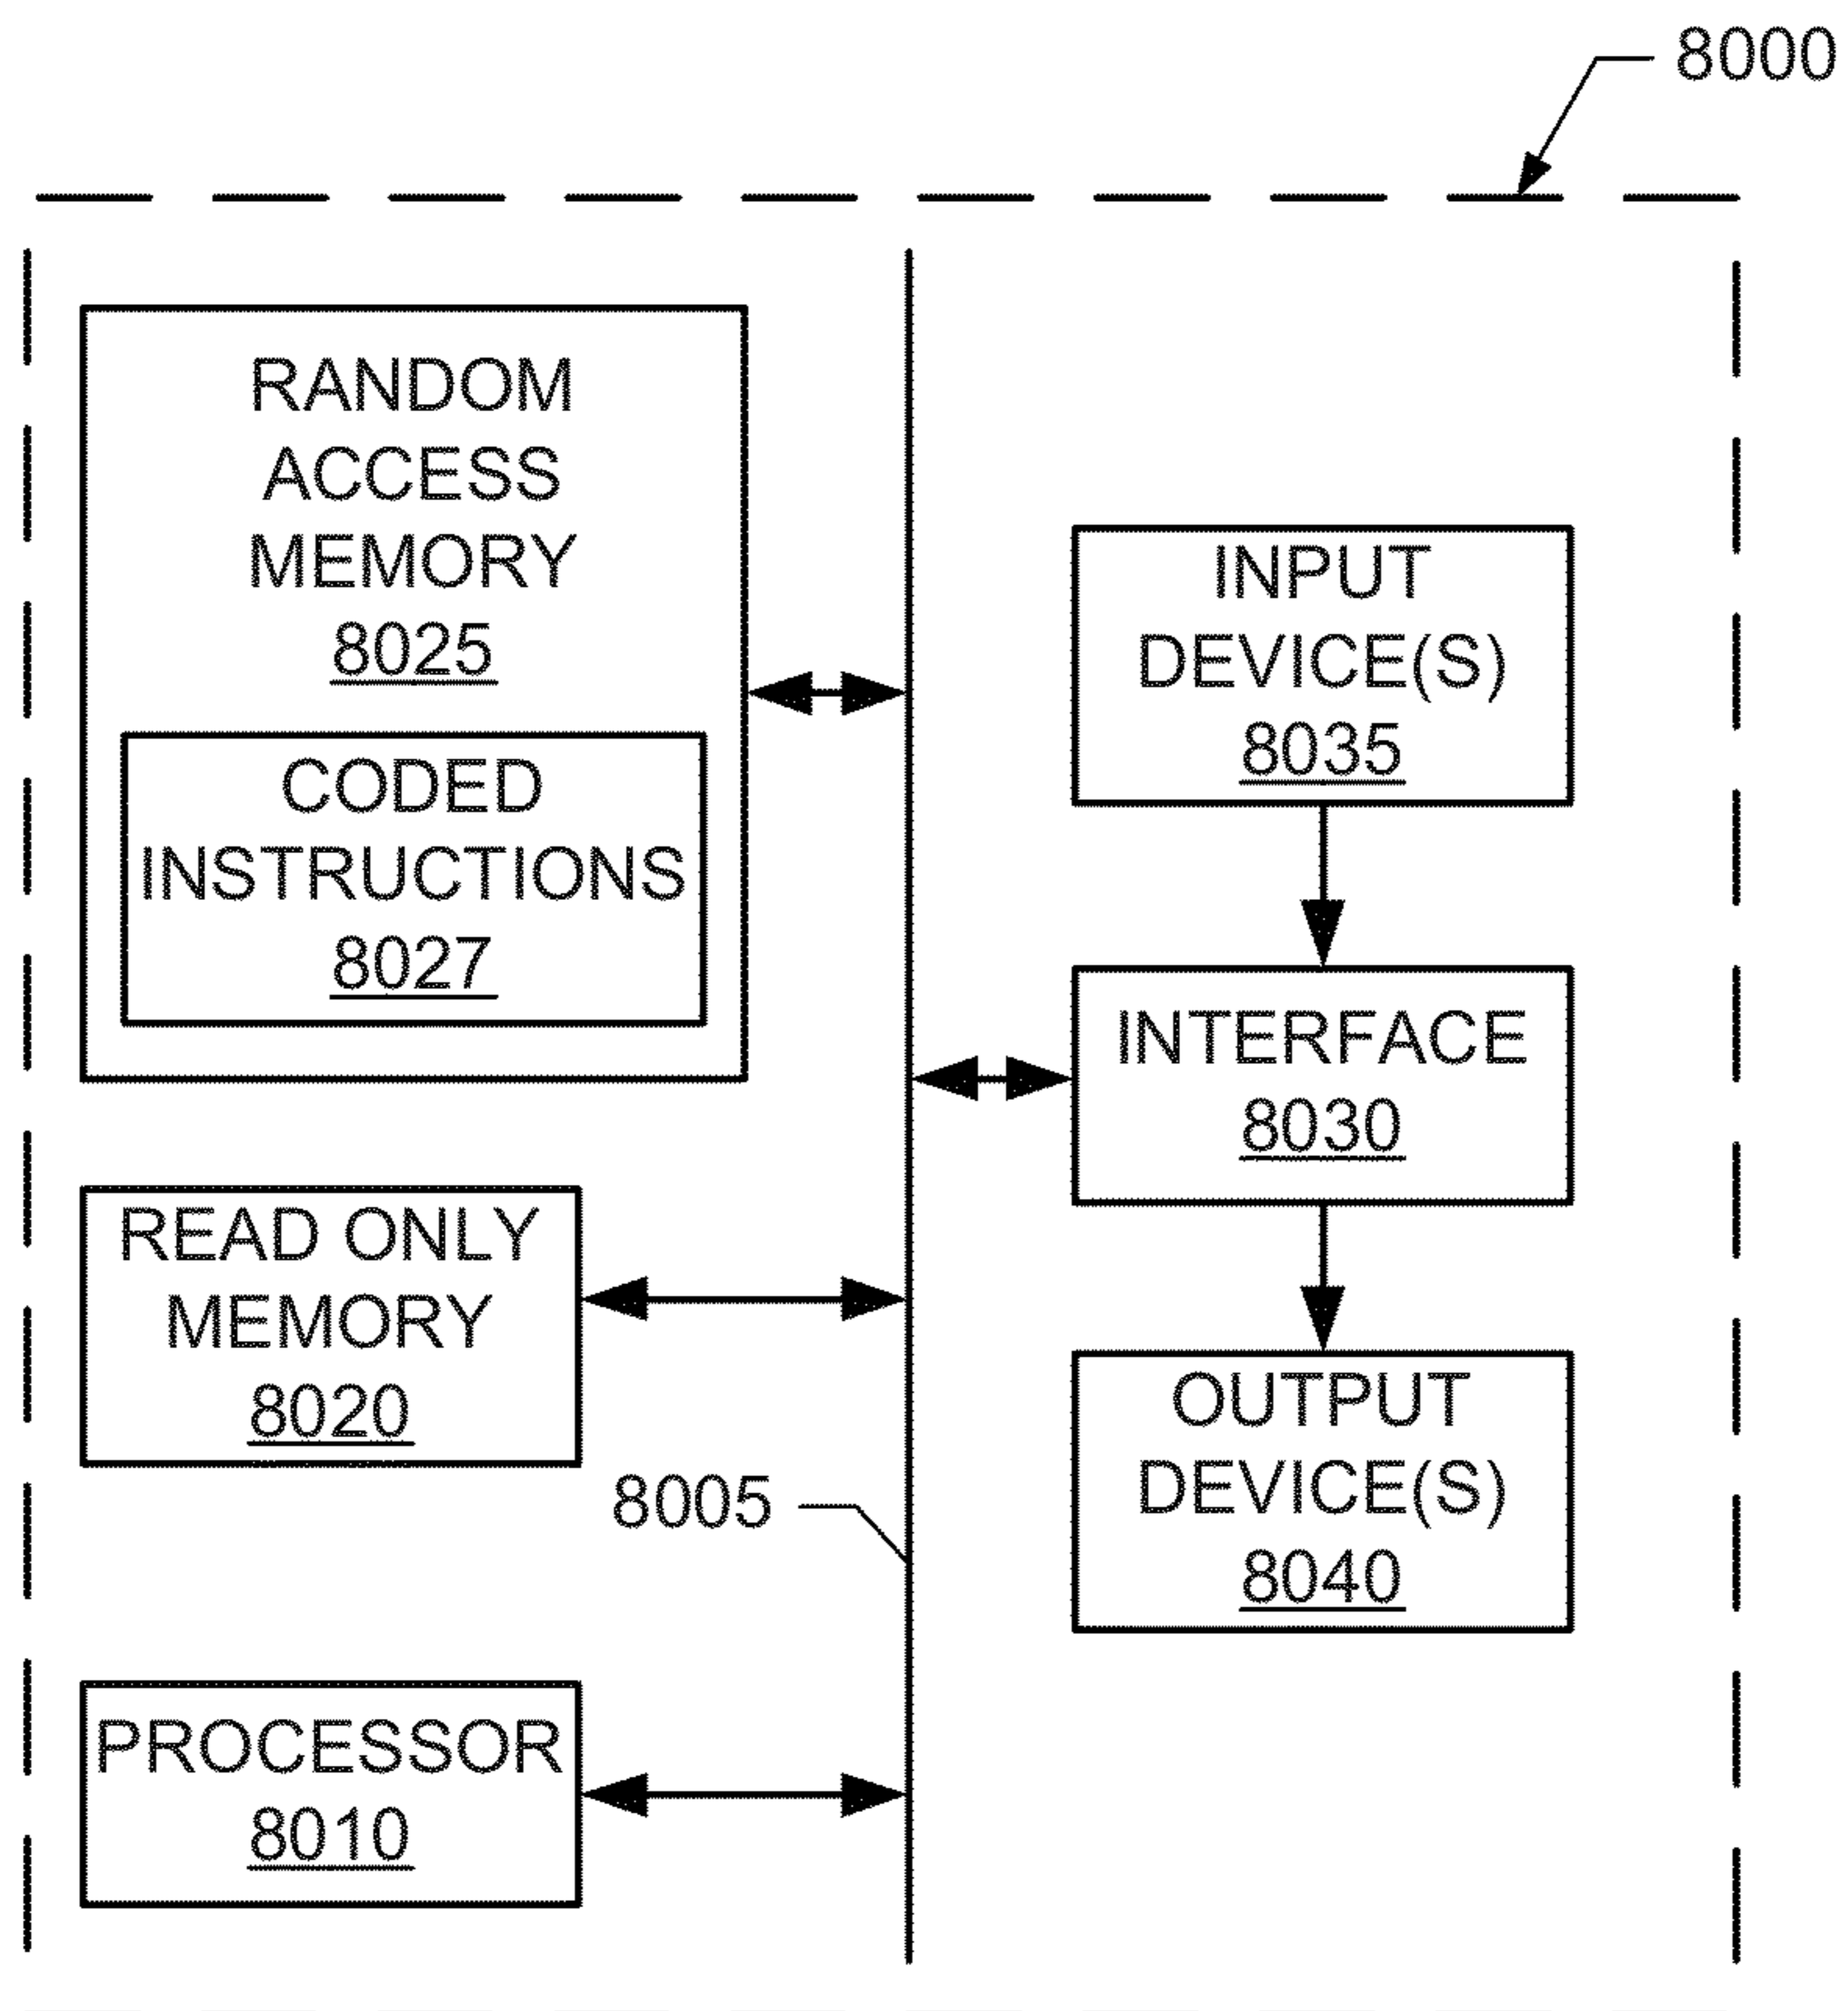 8000
RANDOM
ACCESS
MEMORY
8025
CODED
INSTRUCTIONS
8027
READ ONLY
MEMORY
8020
8005
PROCESSOR
8010
INPUT
DEVICE(S)
8035
INTERFACE
8030
OUTPUT
DEVICE(S)
8040